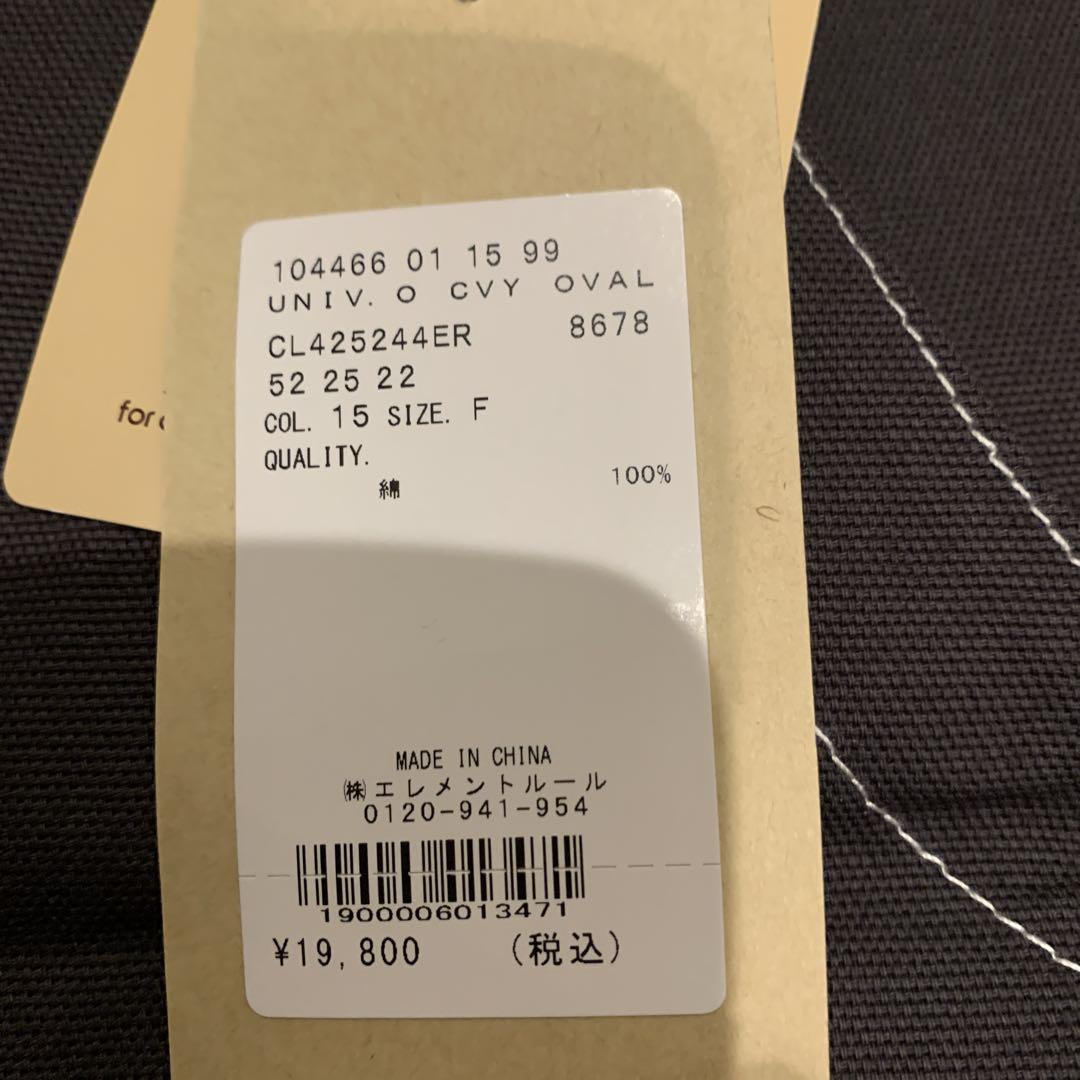 104466 01 15 99
UNIV. O CVY OVAL
CL425244ER 8678
52 25 22
COL. 15 SIZE. F
QUALITY.
綿 100%
for
MADE IN CHINA
㈱エレメントルール
0120-941-954
1900006013471
¥19,800 (税込)